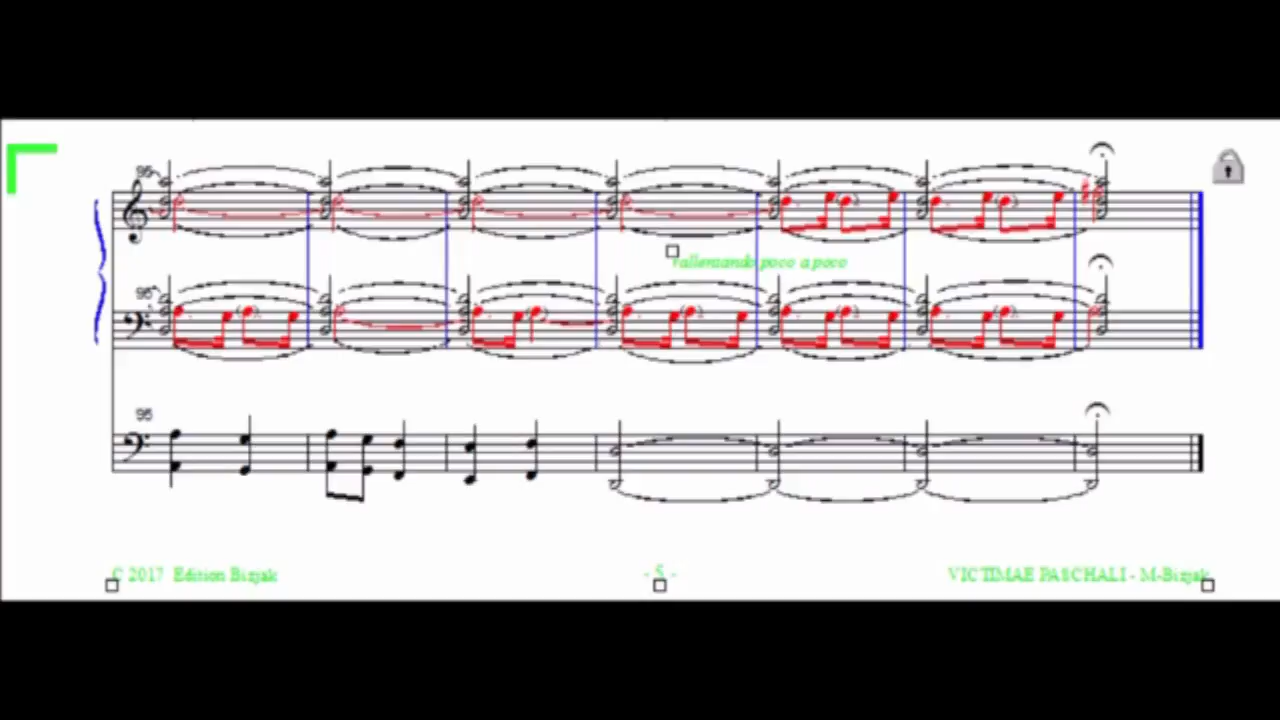 95
rallentando poco a poco
95
95
C 2017 Edition Bizjak
- 5 -
VICTIMAE PASCHALI - M-Bizjak